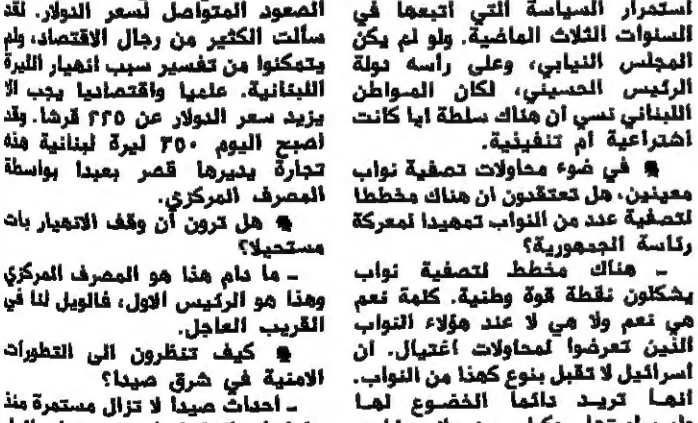 استمرار السياسة التي أتبعها في
السنوات الثلاث الماضية. ولو لم يكن
المجلس النيابي، وعلى رأسه دولة
الرئيس الحسيني، لكان المواطن
اللبناني نسي ان هناك سلطة ايا كانت
اشتراعية ام تنفيذية.
● في ضوء محاولات تصفية نواب
معينين، هل تعتقدون ان هناك مخططا
لتصفية عدد من النواب تمهيدا لمعركة
رئاسة الجمهورية؟
ـ هناك مخطط لتصفية نواب
يشكلون نقطة قوة وطنية. كلمة نعم
هي نعم ولا هي لا عند هؤلاء النواب
الذين تعرضوا لمحاولات اغتيال. ان
اسرائيل لا تقبل بنوع كهذا من النواب.
انها تريد دائما الخضوع لها
الصعود المتواصل لسعر الدولار. لقد
سألت الكثير من رجال الاقتصاد، ولم
يتمكنوا من تفسير سبب انهيار الليرة
اللبنانية. علميا واقتصاديا يجب الا
يزيد سعر الدولار عن ٢٢٥ قرشا. وقد
اصبح اليوم ٢٥٠ ليرة لبنانية هذه
تجارة يديرها قصر بعبدا بواسطة
المصرف المركزي.
● هل ترون أن وقف الانهيار بات
مستحيلا؟
ـ ما دام هذا هو المصرف المركزي
وهذا هو الرئيس الاول، فالويل لنا في
القريب العاجل.
● كيف تنظرون الى التطورات
الامنية في شرق صيدا؟
ـ أحداث صيدا لا تزال مستمرة منذ